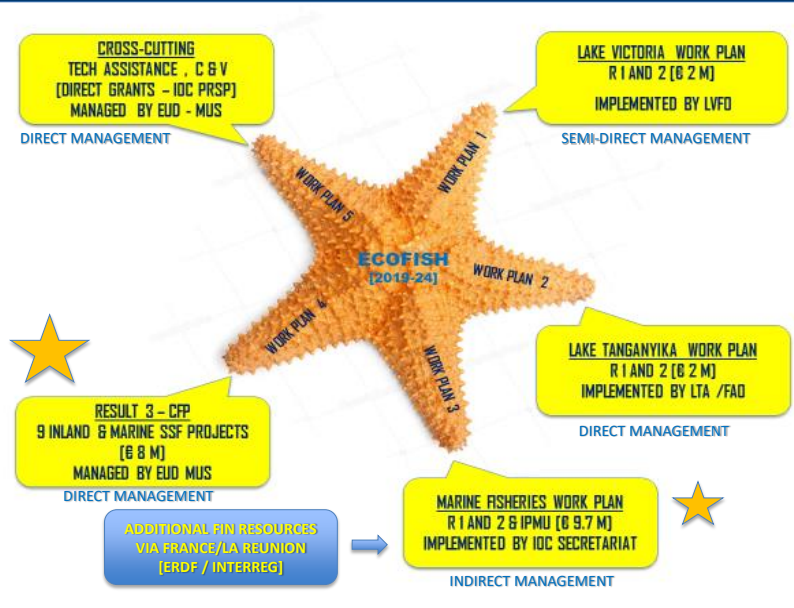 CROSS-CUTTING
TECH ASSISTANCE , C & V
[DIRECT GRANTS – IOC PRSP]
MANAGED BY EUD - MUS
DIRECT MANAGEMENT
LAKE VICTORIA WORK PLAN
R 1 AND 2 [€ 2 M]
IMPLEMENTED BY LVFO
SEMI-DIRECT MANAGEMENT
WORK PLAN 5
WORK PLAN 1
ECOFISH
[2019-24]
WORK PLAN 2
WORK PLAN 4
WORK PLAN 3
LAKE TANGANYIKA WORK PLAN
R 1 AND 2 [€ 2 M]
IMPLEMENTED BY LTA /FAO
DIRECT MANAGEMENT
RESULT 3 – CFP
9 INLAND & MARINE SSF PROJECTS
[€ 8 M]
MANAGED BY EUD MUS
DIRECT MANAGEMENT
ADDITIONAL FIN RESOURCES
VIA FRANCE/LA REUNION
[ERDF / INTERREG]
MARINE FISHERIES WORK PLAN
R 1 AND 2 & IPMU [€ 9.7 M]
IMPLEMENTED BY IOC SECRETARIAT
INDIRECT MANAGEMENT